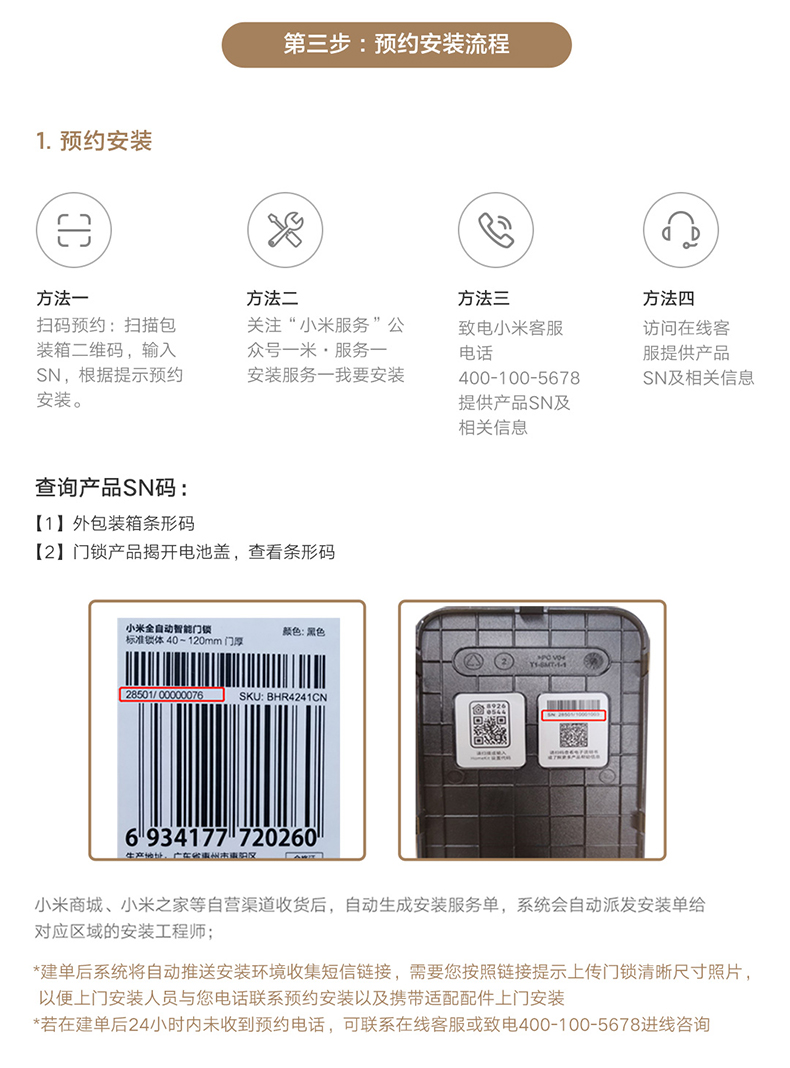 第三步：预约安装流程
1. 预约安装
方法一
扫码预约：扫描包
装箱二维码，输入
SN，根据提示预约
安装。
方法二
关注“小米服务”公
众号一米·服务一
安装服务一我要安装
方法三
致电小米客服
电话
400-100-5678
提供产品SN及
相关信息
方法四
访问在线客
服提供产品
SN及相关信息
查询产品SN码：
【1】外包装箱条形码
【2】门锁产品揭开电池盖，查看条形码
小米全自动智能门锁
颜色: 黑色
标准锁体 40~120mm 门厚
28501/ 00000076
SKU: BHR4241CN
6 934177 720260
生产地址: 广东省惠州市惠阳区
2
8926
0544
SN: 28501/
小米商城、小米之家等自营渠道收货后，自动生成安装服务单，系统会自动派发安装单给
对应区域的安装工程师；
*建单后系统将自动推送安装环境收集短信链接，需要您按照链接提示上传门锁清晰尺寸照片，
以便上门安装人员与您电话联系预约安装以及携带适配配件上门安装
*若在建单后24小时内未收到预约电话，可联系在线客服或致电400-100-5678进线咨询